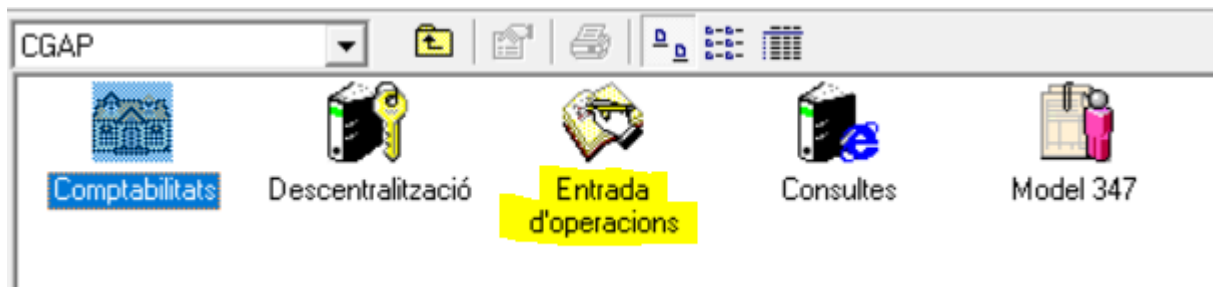 CGAP
Comptabilitats
Descentralització
Entrada
d'operacions
Consultes
Model 347